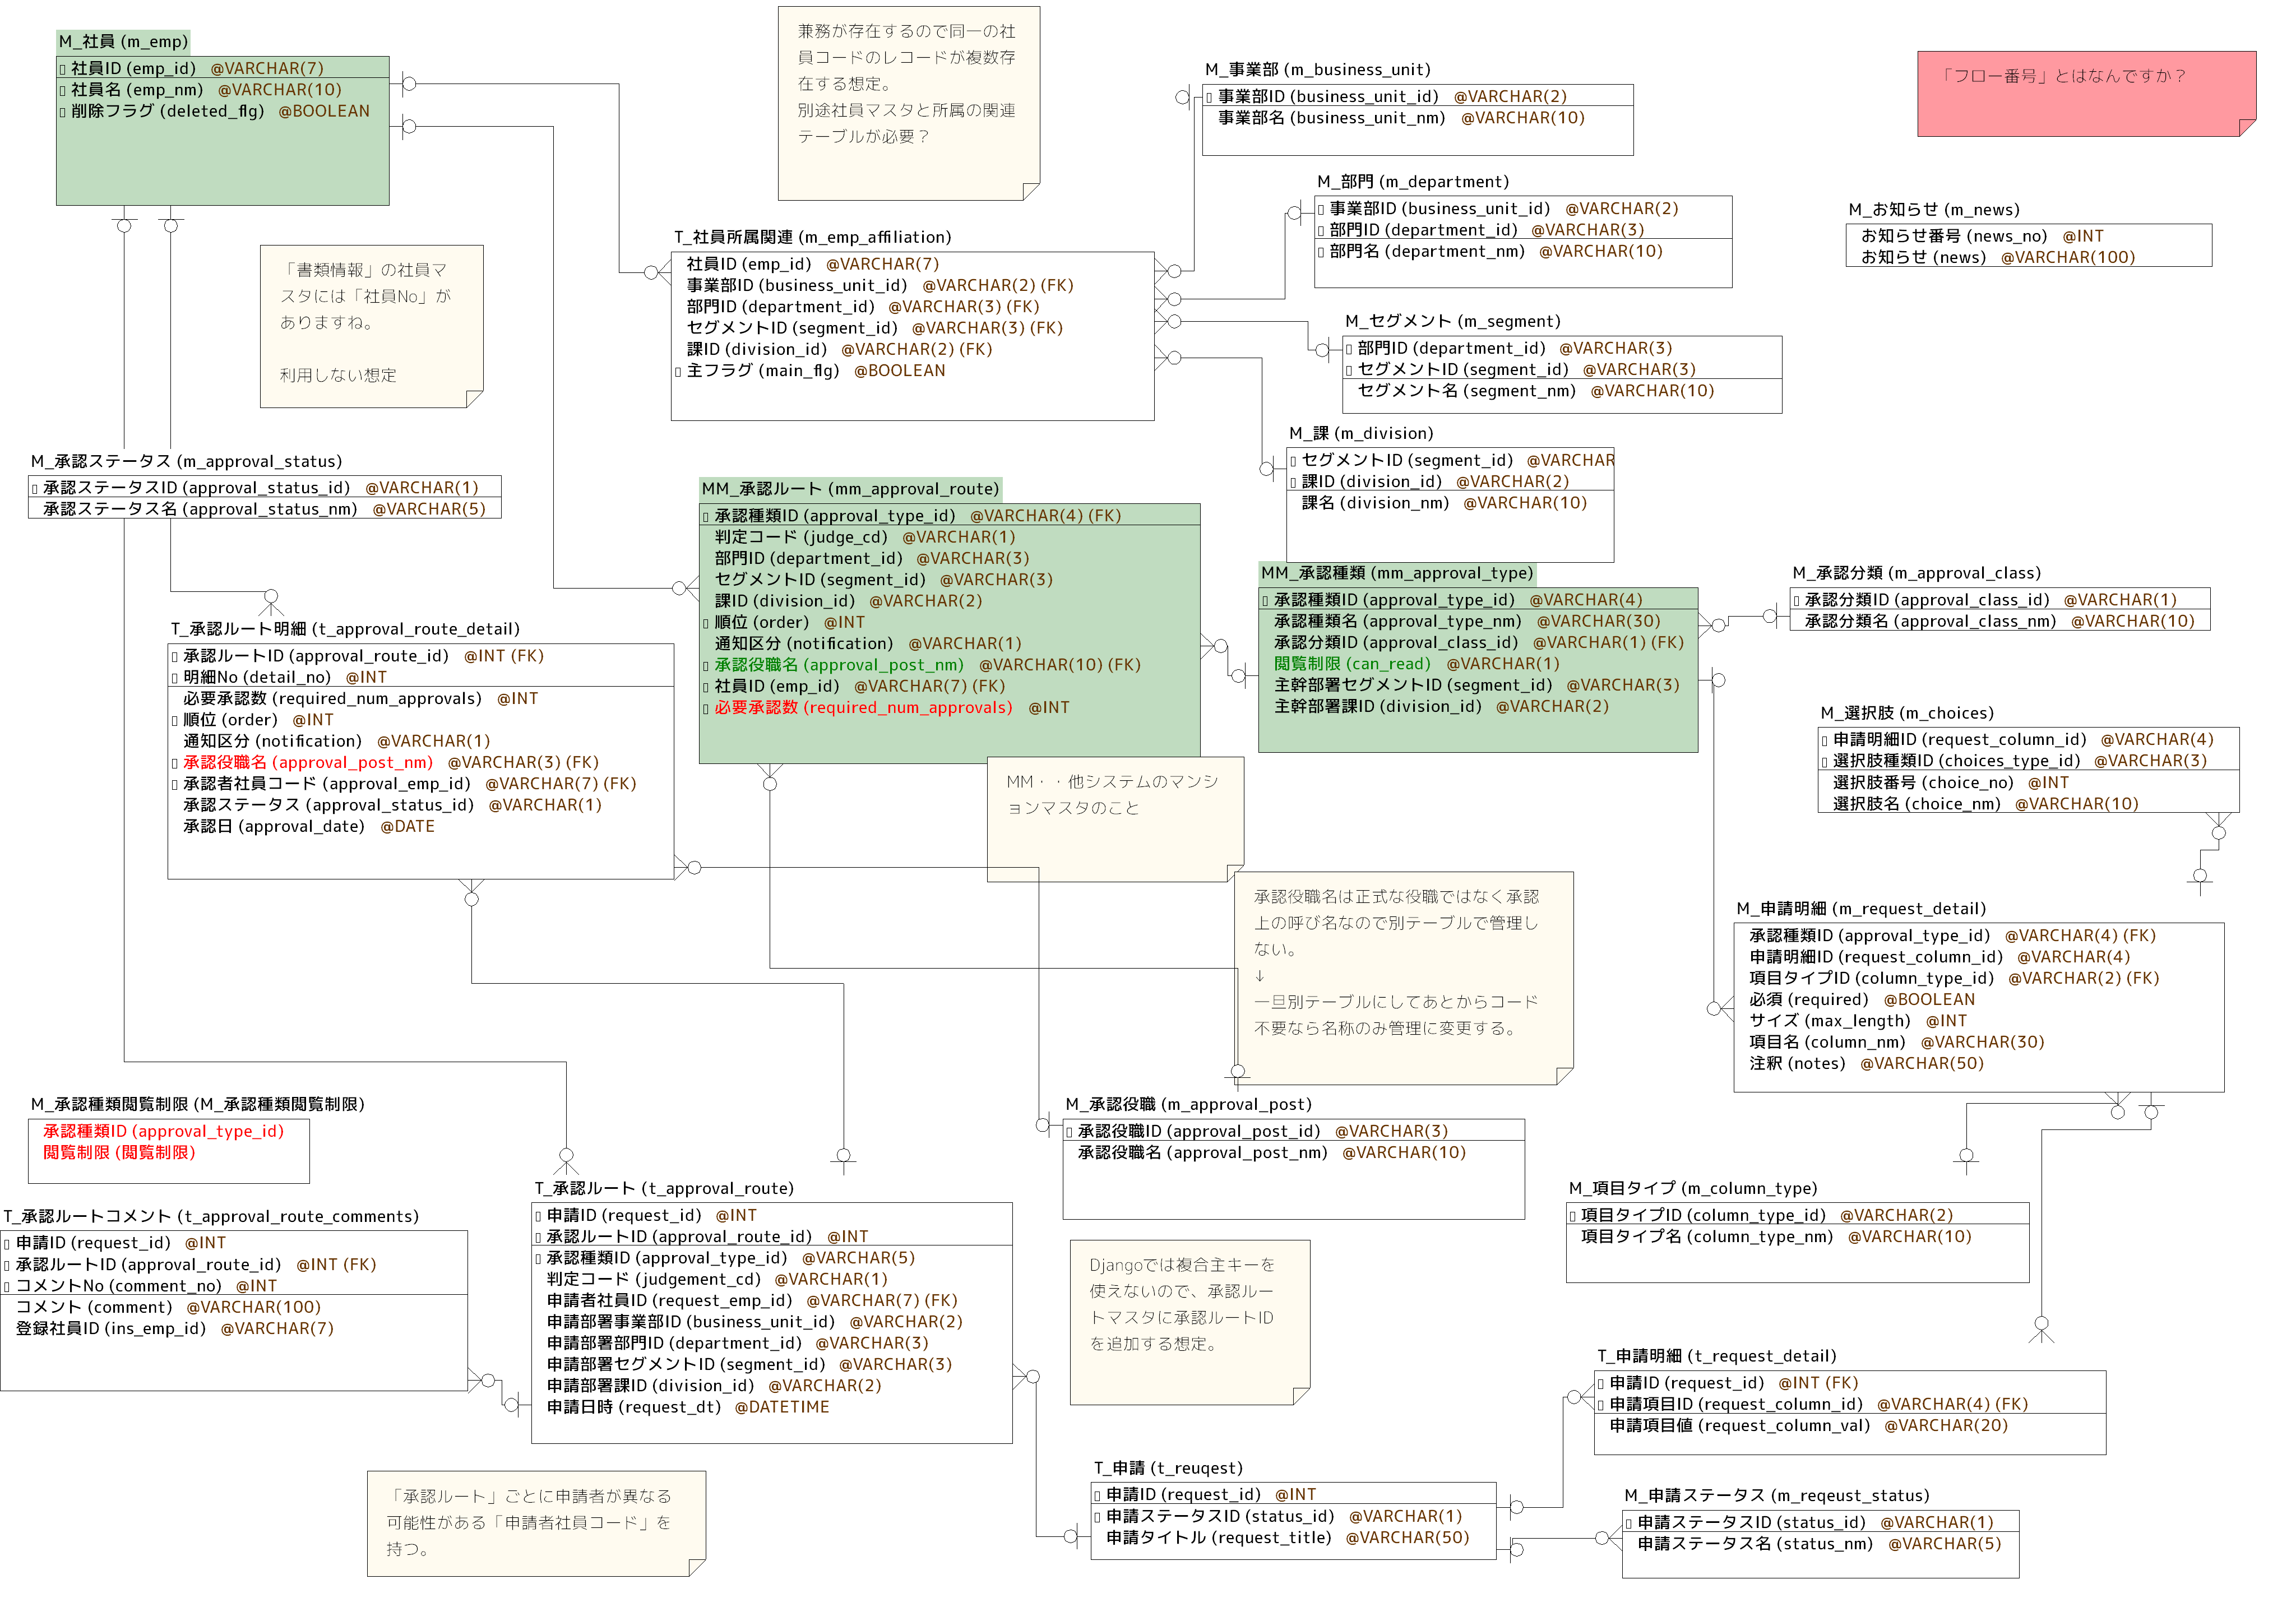 M_社員 (m_emp)
社員ID (emp_id) @VARCHAR(7)
社員名 (emp_nm) @VARCHAR(10)
削除フラグ (deleted_flg) @BOOLEAN
兼務が存在するので同一の社
員コードのレコードが複数存
在する想定。
別途社員マスタと所属の関連
テーブルが必要？
M_事業部 (m_business_unit)
事業部ID (business_unit_id) @VARCHAR(2)
事業部名 (business_unit_nm) @VARCHAR(10)
「フロー番号」とはなんですか？
M_部門 (m_department)
事業部ID (business_unit_id) @VARCHAR(2)
部門ID (department_id) @VARCHAR(3)
部門名 (department_nm) @VARCHAR(10)
M_お知らせ (m_news)
お知らせ番号 (news_no) @INT
お知らせ (news) @VARCHAR(100)
「書類情報」の社員マ
スタには「社員No」が
ありますね。
利用しない想定
T_社員所属関連 (m_emp_affiliation)
社員ID (emp_id) @VARCHAR(7)
事業部ID (business_unit_id) @VARCHAR(2) (FK)
部門ID (department_id) @VARCHAR(3) (FK)
セグメントID (segment_id) @VARCHAR(3) (FK)
課ID (division_id) @VARCHAR(2) (FK)
主フラグ (main_flg) @BOOLEAN
M_セグメント (m_segment)
部門ID (department_id) @VARCHAR(3)
セグメントID (segment_id) @VARCHAR(3)
セグメント名 (segment_nm) @VARCHAR(10)
M_課 (m_division)
セグメントID (segment_id) @VARCHAR
課ID (division_id) @VARCHAR(2)
課名 (division_nm) @VARCHAR(10)
M_承認ステータス (m_approval_status)
承認ステータスID (approval_status_id) @VARCHAR(1)
承認ステータス名 (approval_status_nm) @VARCHAR(5)
MM_承認ルート (mm_approval_route)
承認種類ID (approval_type_id) @VARCHAR(4) (FK)
判定コード (judge_cd) @VARCHAR(1)
部門ID (department_id) @VARCHAR(3)
セグメントID (segment_id) @VARCHAR(3)
課ID (division_id) @VARCHAR(2)
順位 (order) @INT
通知区分 (notification) @VARCHAR(1)
承認役職名 (approval_post_nm) @VARCHAR(10) (FK)
社員ID (emp_id) @VARCHAR(7) (FK)
必要承認数 (required_num_approvals) @INT
MM_承認種類 (mm_approval_type)
承認種類ID (approval_type_id) @VARCHAR(4)
承認種類名 (approval_type_nm) @VARCHAR(30)
承認分類ID (approval_class_id) @VARCHAR(1) (FK)
閲覧制限 (can_read) @VARCHAR(1)
主幹部署セグメントID (segment_id) @VARCHAR(3)
主幹部署課ID (division_id) @VARCHAR(2)
M_承認分類 (m_approval_class)
承認分類ID (approval_class_id) @VARCHAR(1)
承認分類名 (approval_class_nm) @VARCHAR(10)
T_承認ルート明細 (t_approval_route_detail)
承認ルートID (approval_route_id) @INT (FK)
明細No (detail_no) @INT
必要承認数 (required_num_approvals) @INT
順位 (order) @INT
通知区分 (notification) @VARCHAR(1)
承認役職名 (approval_post_nm) @VARCHAR(3) (FK)
承認者社員コード (approval_emp_id) @VARCHAR(7) (FK)
承認ステータス (approval_status_id) @VARCHAR(1)
承認日 (approval_date) @DATE
M_選択肢 (m_choices)
申請明細ID (request_column_id) @VARCHAR(4)
選択肢種類ID (choices_type_id) @VARCHAR(3)
選択肢番号 (choice_no) @INT
選択肢名 (choice_nm) @VARCHAR(10)
MM・・他システムのマンシ
ョンマスタのこと
承認役職名は正式な役職ではなく承認
上の呼び名なので別テーブルで管理し
ない。
↓
一旦別テーブルにしてあとからコード
不要なら名称のみ管理に変更する。
M_申請明細 (m_request_detail)
承認種類ID (approval_type_id) @VARCHAR(4) (FK)
申請明細ID (request_column_id) @VARCHAR(4)
項目タイプID (column_type_id) @VARCHAR(2) (FK)
必須 (required) @BOOLEAN
サイズ (max_length) @INT
項目名 (column_nm) @VARCHAR(30)
注釈 (notes) @VARCHAR(50)
M_承認種類閲覧制限 (M_承認種類閲覧制限)
承認種類ID (approval_type_id)
閲覧制限 (閲覧制限)
M_承認役職 (m_approval_post)
承認役職ID (approval_post_id) @VARCHAR(3)
承認役職名 (approval_post_nm) @VARCHAR(10)
T_承認ルートコメント (t_approval_route_comments)
申請ID (request_id) @INT
承認ルートID (approval_route_id) @INT (FK)
コメントNo (comment_no) @INT
コメント (comment) @VARCHAR(100)
登録社員ID (ins_emp_id) @VARCHAR(7)
T_承認ルート (t_approval_route)
申請ID (request_id) @INT
承認ルートID (approval_route_id) @INT
承認種類ID (approval_type_id) @VARCHAR(5)
判定コード (judgement_cd) @VARCHAR(1)
申請者社員ID (request_emp_id) @VARCHAR(7) (FK)
申請部署事業部ID (business_unit_id) @VARCHAR(2)
申請部署部門ID (department_id) @VARCHAR(3)
申請部署セグメントID (segment_id) @VARCHAR(3)
申請部署課ID (division_id) @VARCHAR(2)
申請日時 (request_dt) @DATETIME
M_項目タイプ (m_column_type)
項目タイプID (column_type_id) @VARCHAR(2)
項目タイプ名 (column_type_nm) @VARCHAR(10)
Djangoでは複合主キーを
使えないので、承認ルー
トマスタに承認ルートID
を追加する想定。
T_申請明細 (t_request_detail)
申請ID (request_id) @INT (FK)
申請項目ID (request_column_id) @VARCHAR(4) (FK)
申請項目値 (request_column_val) @VARCHAR(20)
「承認ルート」ごとに申請者が異なる
可能性がある「申請者社員コード」を
持つ。
T_申請 (t_reuqest)
申請ID (request_id) @INT
申請ステータスID (status_id) @VARCHAR(1)
申請タイトル (request_title) @VARCHAR(50)
M_申請ステータス (m_reqeust_status)
申請ステータスID (status_id) @VARCHAR(1)
申請ステータス名 (status_nm) @VARCHAR(5)